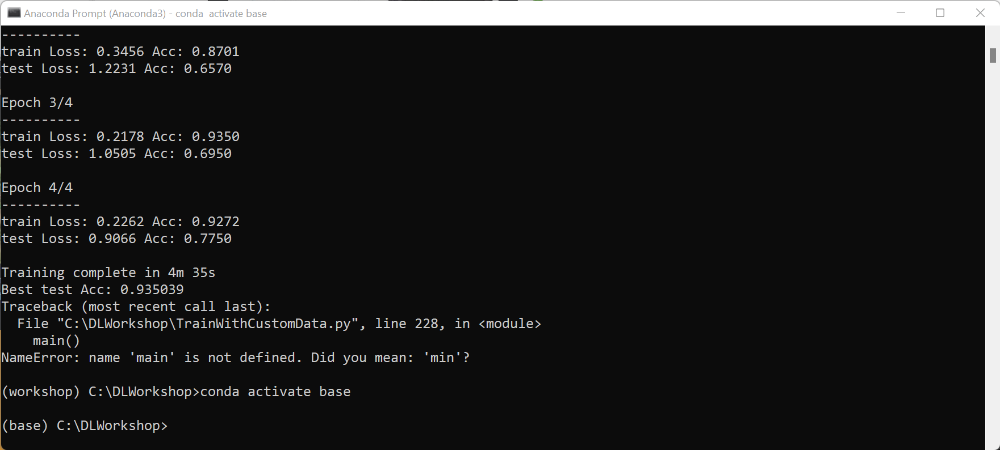 Anaconda Prompt (Anaconda3) - conda  activate base
----------
train Loss: 0.3456 Acc: 0.8701
test Loss: 1.2231 Acc: 0.6570
Epoch 3/4
----------
train Loss: 0.2178 Acc: 0.9350
test Loss: 1.0505 Acc: 0.6950
Epoch 4/4
----------
train Loss: 0.2262 Acc: 0.9272
test Loss: 0.9066 Acc: 0.7750
Training complete in 4m 35s
Best test Acc: 0.935039
Traceback (most recent call last):
  File "C:\DLWorkshop\TrainWithCustomData.py", line 228, in <module>
    main()
NameError: name 'main' is not defined. Did you mean: 'min'?
(workshop) C:\DLWorkshop>conda activate base
(base) C:\DLWorkshop>